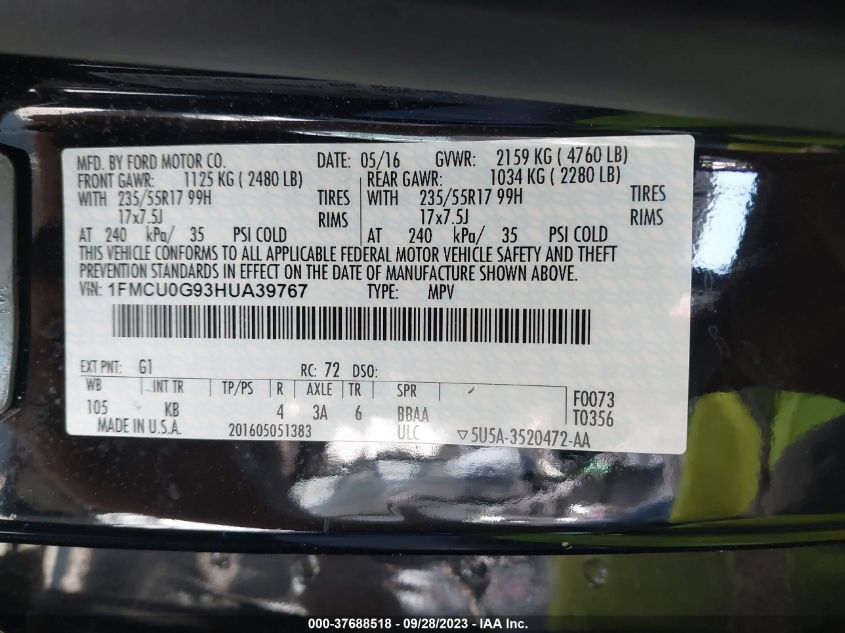 MFD. BY FORD MOTOR CO. DATE: 05/16 GVWR: 2159 KG ( 4760 LB)
FRONT GAWR: 1125 KG ( 2480 LB) REAR GAWR: 1034 KG ( 2280 LB)
WITH 235/55R17 99H TIRES WITH 235/55R17 99H TIRES
17x7.5J RIMS 17x7.5J RIMS
AT 240 kPa/ 35 PSI COLD AT 240 kPa/ 35 PSI COLD
THIS VEHICLE CONFORMS TO ALL APPLICABLE FEDERAL MOTOR VEHICLE SAFETY AND THEFT
PREVENTION STANDARDS IN EFFECT ON THE DATE OF MANUFACTURE SHOWN ABOVE.
VIN: 1FMCU0G93HUA39767 TYPE: MPV
EXT PNT: G1 RC: 72 DSO:
WB INT TR TP/PS R AXLE TR SPR F0073
105 KB 4 3A 6 BBAA T0356
MADE IN U.S.A. 201605051383 ULC ▽5U5A-3520472-AA
000-37688518 - 09/28/2023 - IAA Inc.